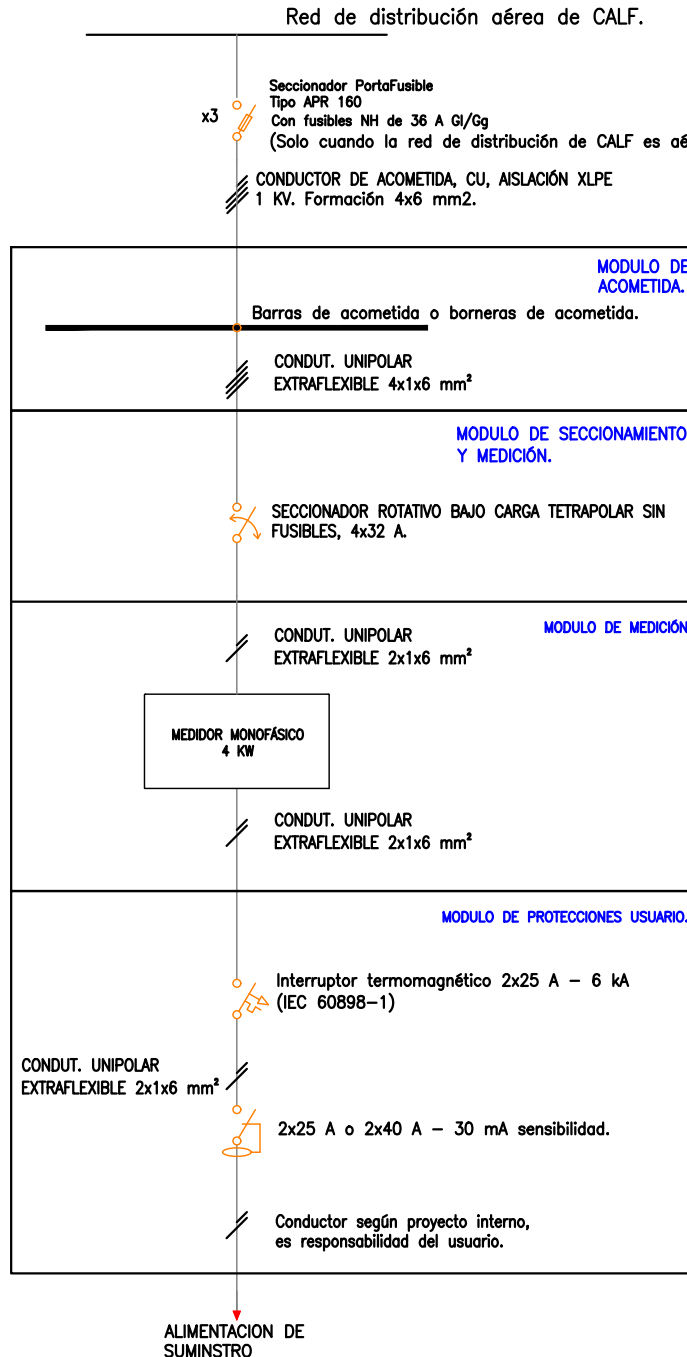 Red de distribución aérea de CALF.
Seccionador PortaFusible
Tipo APR 160
x3
Con fusibles NH de 36 A Gl/Gg
(Solo cuando la red de distribución de CALF es aé
CONDUCTOR DE ACOMETIDA, CU, AISLACIÓN XLPE
1 KV. Formación 4x6 mm2.
MODULO DE
ACOMETIDA.
Barras de acometida o borneras de acometida.
CONDUT. UNIPOLAR
EXTRAFLEXIBLE 4x1x6 mm²
MODULO DE SECCIONAMIENTO
Y MEDICIÓN.
SECCIONADOR ROTATIVO BAJO CARGA TETRAPOLAR SIN
FUSIBLES, 4x32 A.
MODULO DE MEDICIÓN
CONDUT. UNIPOLAR
EXTRAFLEXIBLE 2x1x6 mm²
MEDIDOR MONOFÁSICO
4 KW
CONDUT. UNIPOLAR
EXTRAFLEXIBLE 2x1x6 mm²
MODULO DE PROTECCIONES USUARIO.
Interruptor termomagnético 2x25 A – 6 kA
(IEC 60898–1)
CONDUT. UNIPOLAR
EXTRAFLEXIBLE 2x1x6 mm²
2x25 A o 2x40 A – 30 mA sensibilidad.
Conductor según proyecto interno,
es responsabilidad del usuario.
ALIMENTACION DE
SUMINSTRO